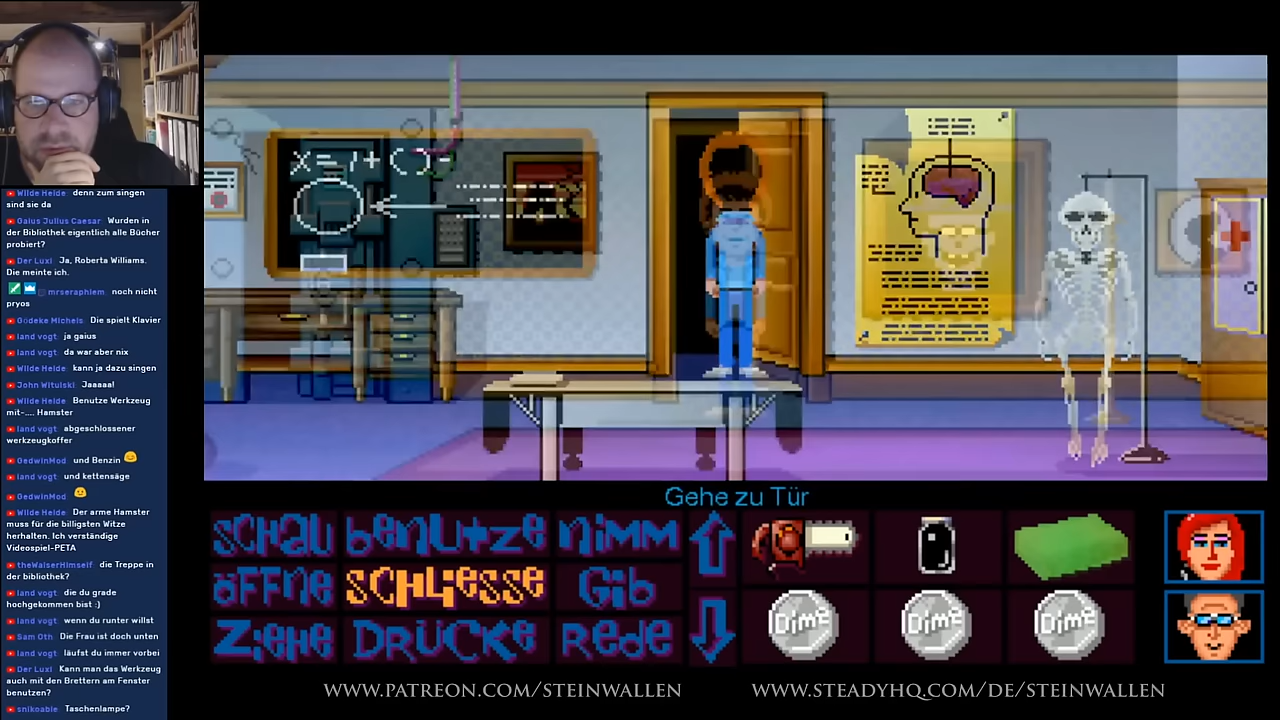 Wilde Helde denn zum singen
sind sie da
Gaius Julius Caesar Wurden in
der Bibliothek eigentlich alle Bücher
probiert?
Der Luxi Ja, Roberta Williams.
Die meinte ich.
mrseraphiem noch nicht
pryos
Gödeke Michels Die spielt Klavier
land vogt ja gaius
land vogt da war aber nix
Wilde Helde kann ja dazu singen
John Witulski Jaaaaa!
Wilde Helde Benutze Werkzeug
mit-.... Hamster
land vogt abgeschlossener
werkzeugkoffer
GedwinMod und Benzin
land vogt und kettensäge
GedwinMod
Wilde Helde Der arme Hamster
muss für die billigsten Witze
herhalten. Ich verständige
Videospiel-PETA
theWalserHimself die Treppe in
der bibliothek?
land vogt die du grade
hochgekommen bist :)
land vogt wenn du runter willst
Sam Oth Die Frau ist doch unten
land vogt läufst du immer vorbei
Der Luxi Kann man das Werkzeug
auch mit den Brettern am Fenster
benutzen?
snikoable Taschenlampe?
Gehe zu Tür
SCHAU benutze nimm
öffne SCHLiesse Gib
Ziehe DRÜCKE Rede
Dime Dime Dime
WWW.PATREON.COM/STEINWALLEN
WWW.STEADYHQ.COM/DE/STEINWALLEN